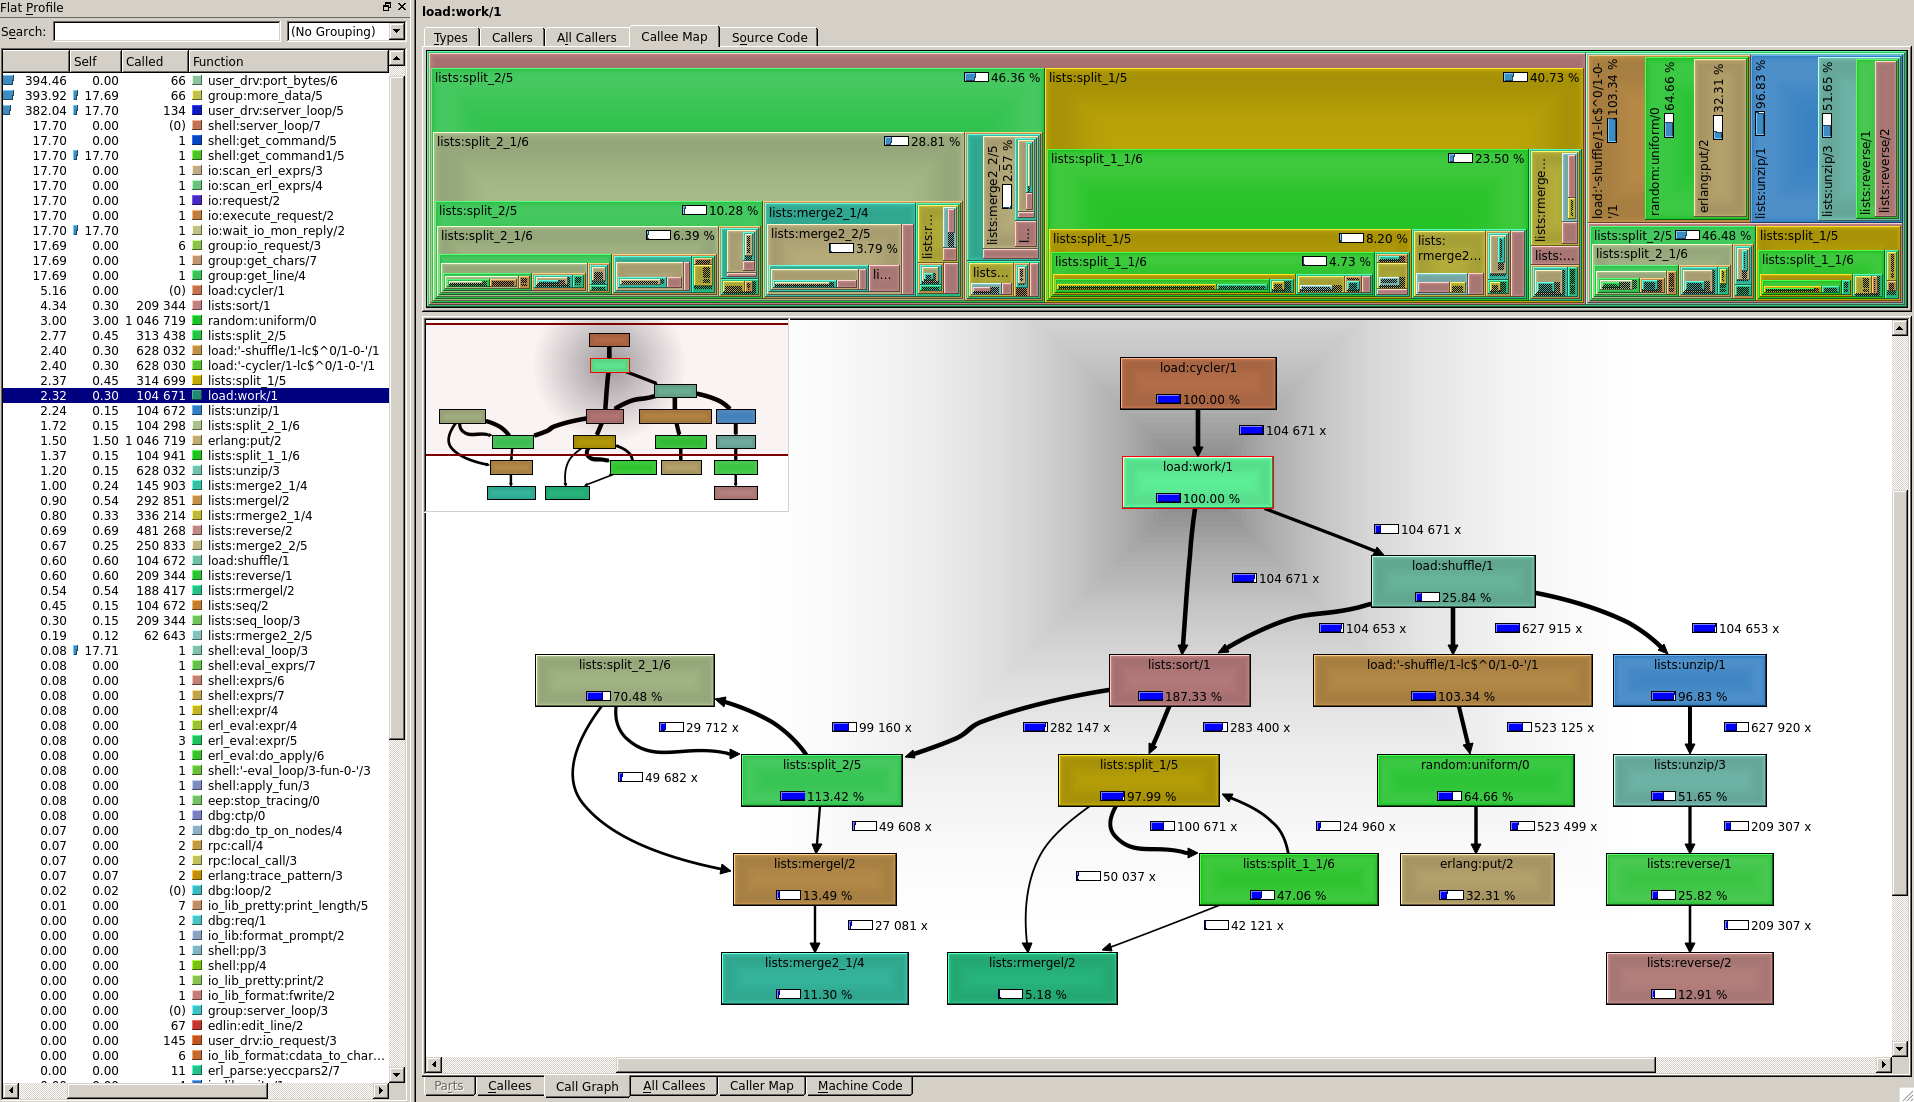 Flat Profile
Search:
(No Grouping)
Self Called Function
394.46 0.00 66 user_drv:port_bytes/6
393.92 17.69 66 group:more_data/5
382.04 17.70 134 user_drv:server_loop/5
17.70 0.00 (0) shell:server_loop/7
17.70 0.00 1 shell:get_command/5
17.70 17.70 1 shell:get_command1/5
17.70 0.00 1 io:scan_erl_exprs/3
17.70 0.00 1 io:scan_erl_exprs/4
17.70 0.00 1 io:request/2
17.70 0.00 1 io:execute_request/2
17.70 17.70 1 io:wait_io_mon_reply/2
17.69 0.00 6 group:io_request/3
17.69 0.00 1 group:get_chars/7
17.69 0.00 1 group:get_line/4
5.16 0.00 (0) load:cycler/1
4.34 0.30 209 344 lists:sort/1
3.00 3.00 1 046 719 random:uniform/0
2.77 0.45 313 438 lists:split_2/5
2.40 0.30 628 032 load:'-shuffle/1-lc$^0/1-0-'/1
2.40 0.30 628 030 load:'-cycler/1-lc$^0/1-0-'/1
2.37 0.45 314 699 lists:split_1/5
2.32 0.30 104 671 load:work/1
2.24 0.15 104 672 lists:unzip/1
1.72 0.15 104 298 lists:split_2_1/6
1.50 1.50 1 046 719 erlang:put/2
1.37 0.15 104 941 lists:split_1_1/6
1.20 0.15 628 032 lists:unzip/3
1.00 0.24 145 903 lists:merge2_1/4
0.90 0.54 292 851 lists:mergel/2
0.80 0.33 336 214 lists:rmerge2_1/4
0.69 0.69 481 268 lists:reverse/2
0.67 0.25 250 833 lists:merge2_2/5
0.60 0.60 104 672 load:shuffle/1
0.60 0.60 209 344 lists:reverse/1
0.54 0.54 188 417 lists:rmergel/2
0.45 0.15 104 672 lists:seq/2
0.30 0.15 209 344 lists:seq_loop/3
0.19 0.12 62 643 lists:rmerge2_2/5
0.08 17.71 1 shell:eval_loop/3
0.08 0.00 1 shell:eval_exprs/7
0.08 0.00 1 shell:exprs/6
0.08 0.00 1 shell:exprs/7
0.08 0.00 1 shell:expr/4
0.08 0.00 1 erl_eval:expr/4
0.08 0.00 3 erl_eval:expr/5
0.08 0.00 1 erl_eval:do_apply/6
0.08 0.00 1 shell:'-eval_loop/3-fun-0-'/3
0.08 0.00 1 shell:apply_fun/3
0.08 0.00 1 eep:stop_tracing/0
0.08 0.00 1 dbg:ctp/0
0.07 0.00 2 dbg:do_tp_on_nodes/4
0.07 0.00 2 rpc:call/4
0.07 0.00 2 rpc:local_call/3
0.07 0.07 2 erlang:trace_pattern/3
0.02 0.02 (0) dbg:loop/2
0.01 0.00 7 io_lib_pretty:print_length/5
0.00 0.00 2 dbg:req/1
0.00 0.00 1 io_lib:format_prompt/2
0.00 0.00 1 shell:pp/3
0.00 0.00 1 shell:pp/4
0.00 0.00 1 io_lib_pretty:print/2
0.00 0.00 1 io_lib_format:fwrite/2
0.00 0.00 (0) group:server_loop/3
0.00 0.00 67 edlin:edit_line/2
0.00 0.00 145 user_drv:io_request/3
0.00 0.00 6 io_lib_format:cdata_to_char...
0.00 0.00 11 erl_parse:yeccpars2/7
load:work/1
Types Callers All Callers Callee Map Source Code
lists:split_2/5 46.36 %
lists:split_2_1/6 28.81 %
lists:split_2/5 10.28 %
lists:split_2_1/6 6.39 %
lists:merge2_1/4
lists:merge2_2/5
3.79 %
li...
lists:r...
lists:merge2_2/5
2.57 %
l...
lists...
lists:split_1/5 40.73 %
lists:split_1_1/6 23.50 %
lists:split_1/5 8.20 %
lists:split_1_1/6 4.73 %
lists:
rmerge2...
lists:rmerge...
lists:...
load:'-shuffle/1-lc$^0/1-0-
'/1
103.34 %
random:uniform/0
64.66 %
erlang:put/2
32.31 %
lists:unzip/1
96.83 %
lists:unzip/3
51.65 %
lists:reverse/1
lists:reverse/2
lists:split_2/5 46.48 %
lists:split_2_1/6
lists:split_1/5
lists:split_1_1/6
load:cycler/1
100.00 %
104 671 x
load:work/1
100.00 %
104 671 x
104 671 x
load:shuffle/1
25.84 %
104 653 x
627 915 x
104 653 x
lists:split_2_1/6
70.48 %
lists:sort/1
187.33 %
load:'-shuffle/1-lc$^0/1-0-'/1
103.34 %
lists:unzip/1
96.83 %
29 712 x
99 160 x
282 147 x
283 400 x
523 125 x
627 920 x
49 682 x
lists:split_2/5
113.42 %
lists:split_1/5
97.99 %
random:uniform/0
64.66 %
lists:unzip/3
51.65 %
49 608 x
100 671 x
24 960 x
523 499 x
209 307 x
lists:mergel/2
13.49 %
50 037 x
lists:split_1_1/6
47.06 %
erlang:put/2
32.31 %
lists:reverse/1
25.82 %
27 081 x
42 121 x
209 307 x
lists:merge2_1/4
11.30 %
lists:rmergel/2
5.18 %
lists:reverse/2
12.91 %
Parts Callees Call Graph All Callees Caller Map Machine Code